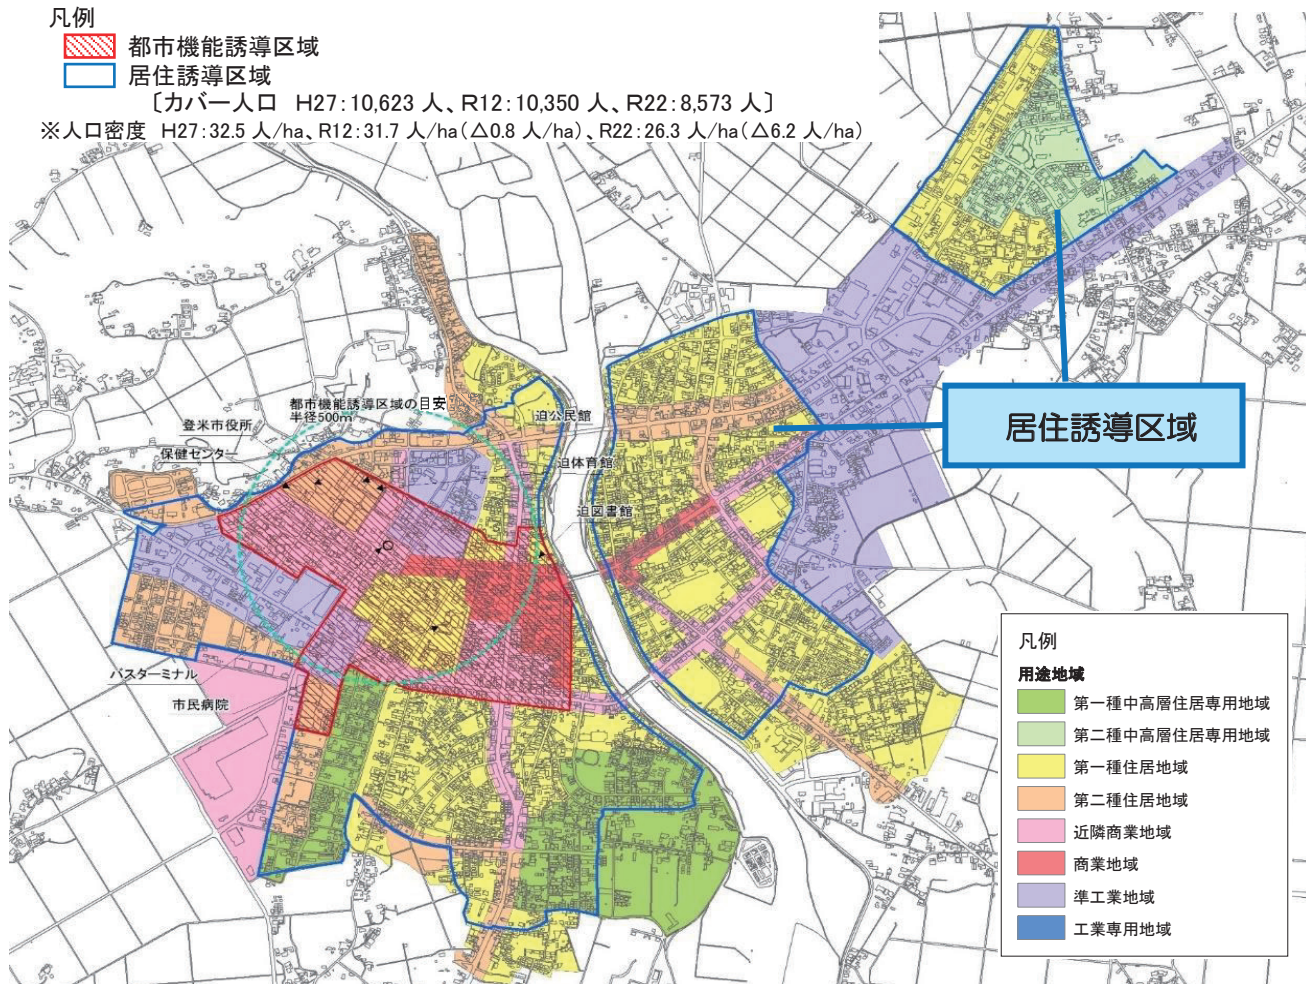 凡例
都市機能誘導区域
居住誘導区域
〔カバー人口 H27:10,623 人、R12:10,350 人、R22:8,573 人〕
※人口密度 H27:32.5 人/ha、R12:31.7 人/ha(△0.8 人/ha)、R22:26.3 人/ha(△6.2 人/ha)
都市機能誘導区域の目安
半径500m
登米市役所
保健センター
迫公民館
迫体育館
迫図書館
居住誘導区域
バスターミナル
市民病院
凡例
用途地域
第一種中高層住居専用地域
第二種中高層住居専用地域
第一種住居地域
第二種住居地域
近隣商業地域
商業地域
準工業地域
工業専用地域